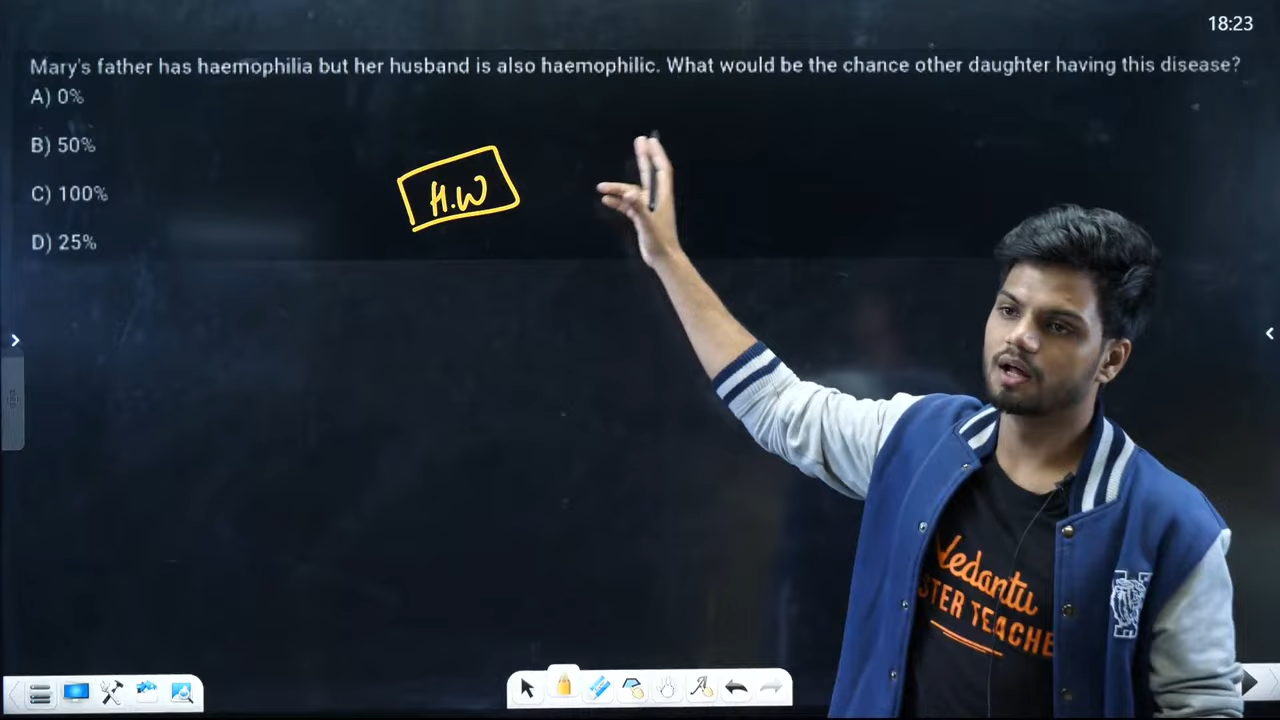 18:23
Mary's father has haemophilia but her husband is also haemophilic. What would be the chance other daughter having this disease?
A) 0%
B) 50%
C) 100%
D) 25%
H.W
Vedantu
STER TEACHE